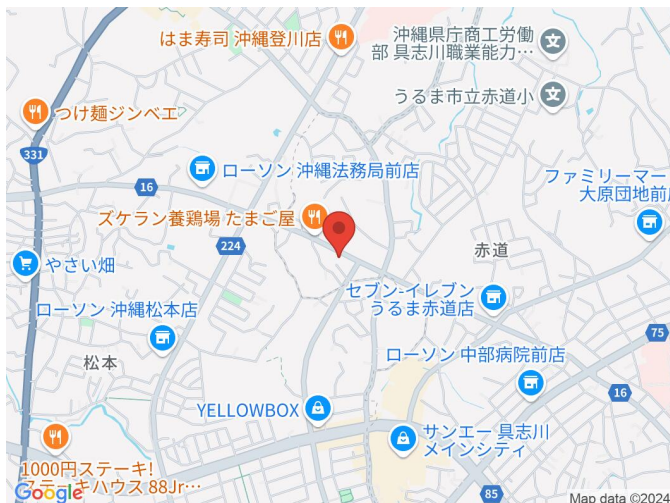 はま寿司 沖縄登川店
沖縄県庁商工労働
部 具志川職業能力…
うるま市立赤道小
つけ麺ジンベエ
331
16
ローソン 沖縄法務局前店
ファミリーマー
大原団地前店
ズケラン養鶏場 たまご屋
224
赤道
やさい畑
セブン-イレブン
うるま赤道店
ローソン 沖縄松本店
75
松本
ローソン 中部病院前店
16
YELLOWBOX
サンエー 具志川
メインシティ
1000円ステーキ!
ステーキハウス 88Jr…
Google
85
Map data ©2024